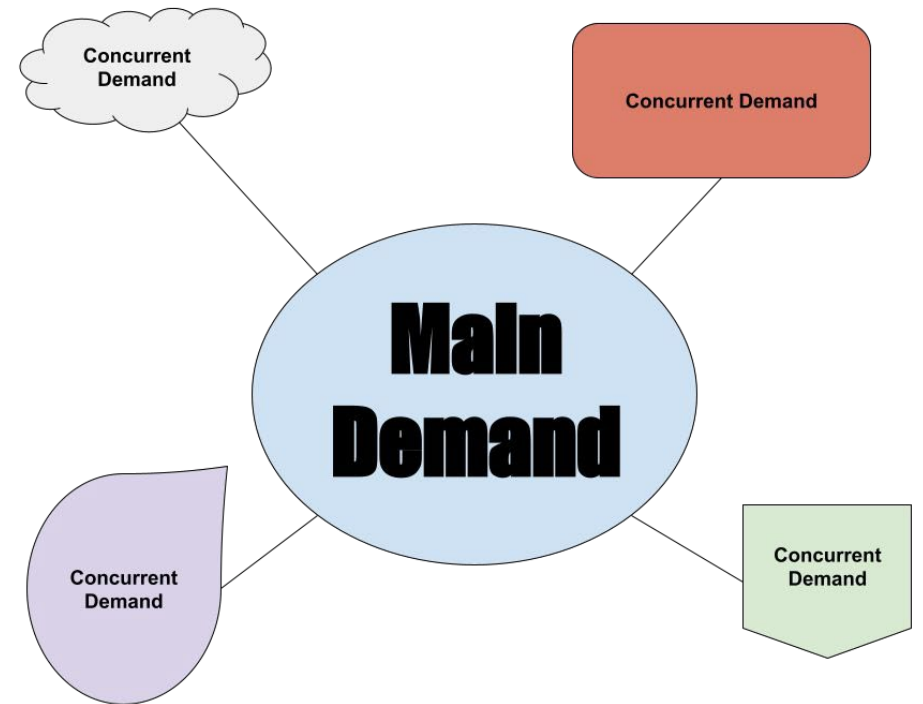 Concurrent
Demand
Concurrent Demand
Main
Demand
Concurrent
Demand
Concurrent
Demand